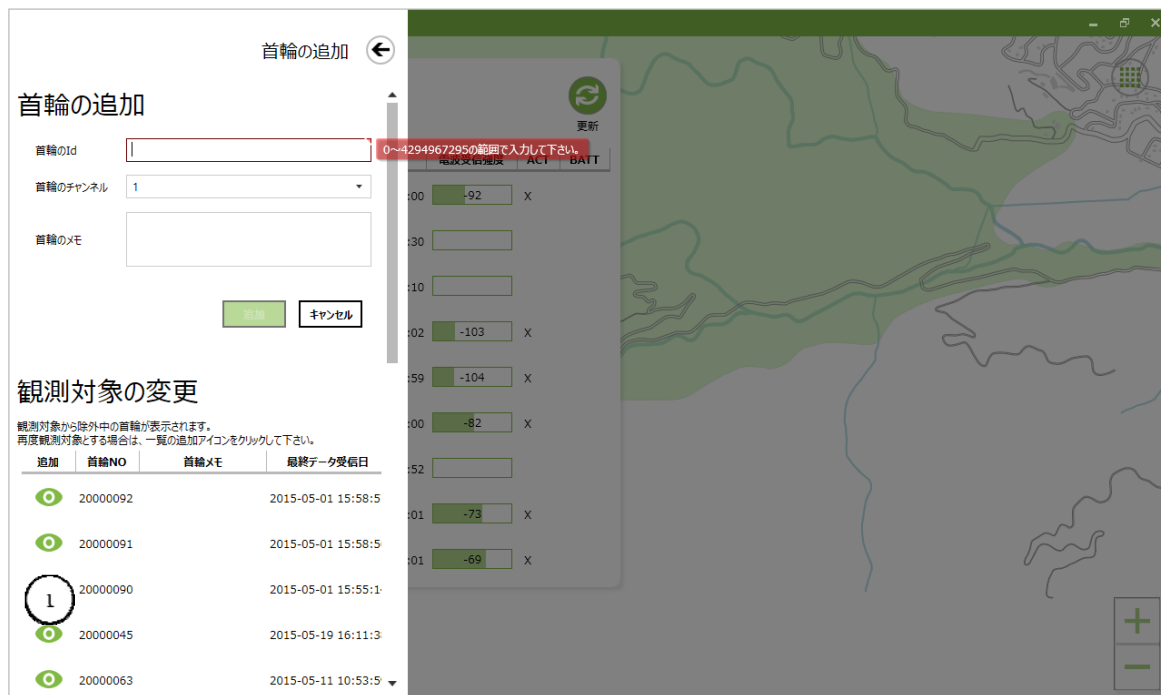 首輪の追加
首輪の追加
首輪のId
0～4294967295の範囲で入力して下さい。
首輪のチャンネル 1
首輪のメモ
追加 キャンセル
観測対象の変更
観測対象から除外中の首輪が表示されます。
再度観測対象とする場合は、一覧の追加アイコンをクリックして下さい。
追加 首輪NO 首輪メモ 最終データ受信日
20000092 2015-05-01 15:58:5
20000091 2015-05-01 15:58:5
20000090 2015-05-01 15:55:1
1
20000045 2015-05-19 16:11:3
20000063 2015-05-11 10:53:5
更新
電波受信強度 ACT BATT
:00 -92 X
:30
:10
:02 -103 X
:59 -104 X
:00 -82 X
:52
:01 -73 X
:01 -69 X